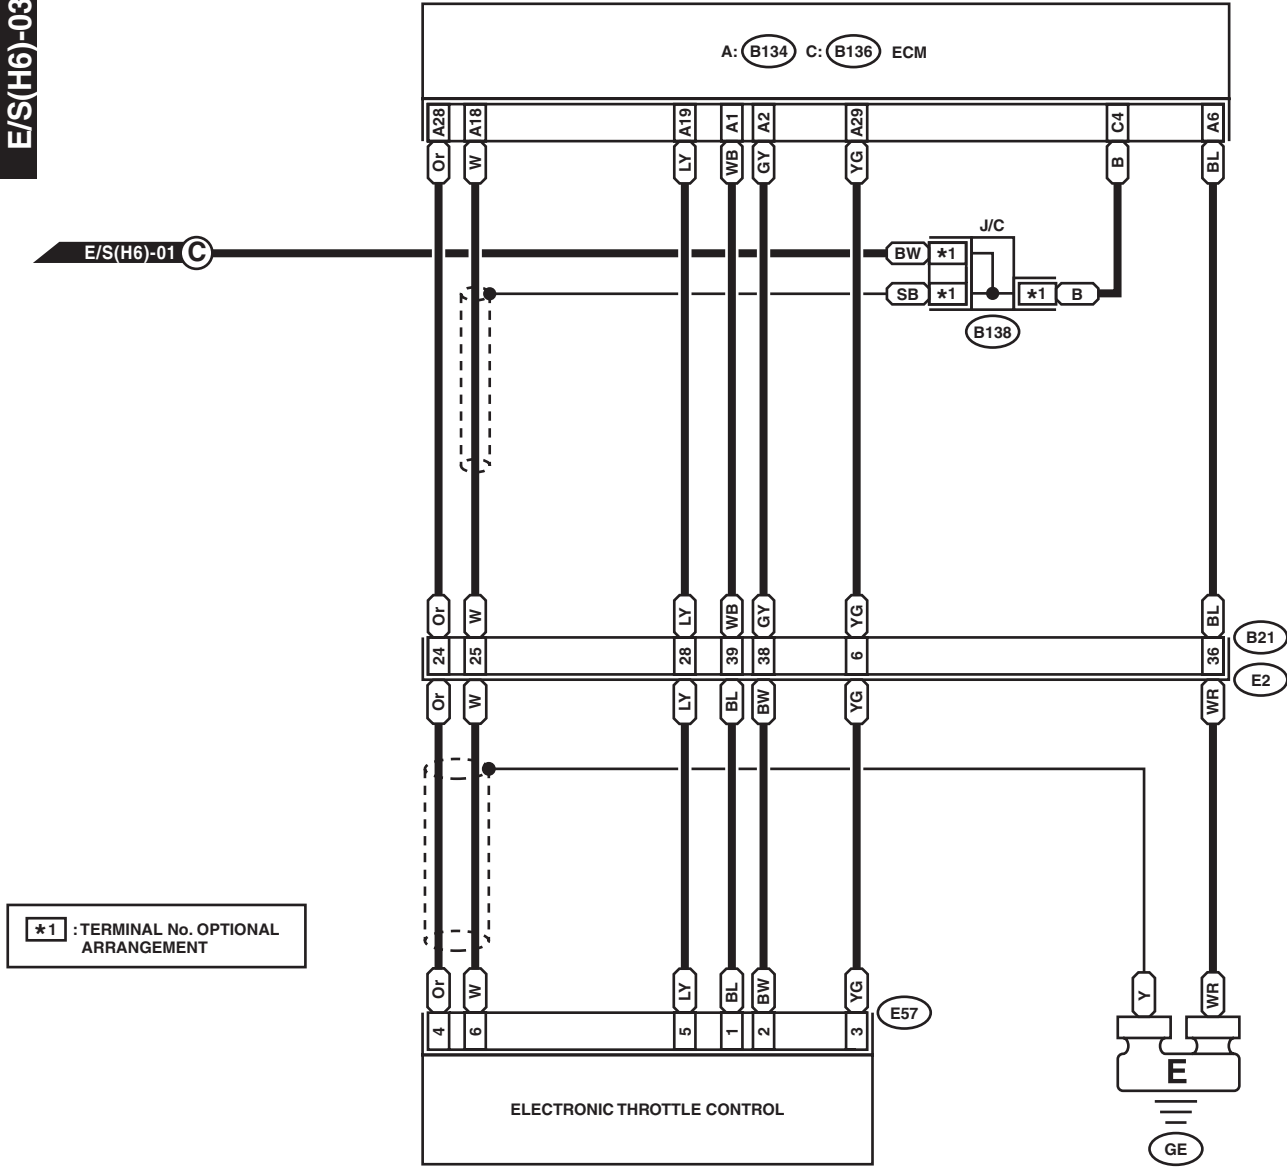 E/S(H6)-03
A: B134 C: B136 ECM
A28 A18 A19 A1 A2 A29 C4 A6
Or W LY WB GY YG B BL
J/C
E/S(H6)-01 C BW *1
SB *1 *1 B
B138
Or W LY WB GY YG BL
B21
24 25 28 39 38 6 36
E2
Or W LY BL BW YG WR
*1 : TERMINAL No. OPTIONAL
ARRANGEMENT
Or W LY BL BW YG Y WR
E57
4 6 5 1 2 3
E
ELECTRONIC THROTTLE CONTROL
GE